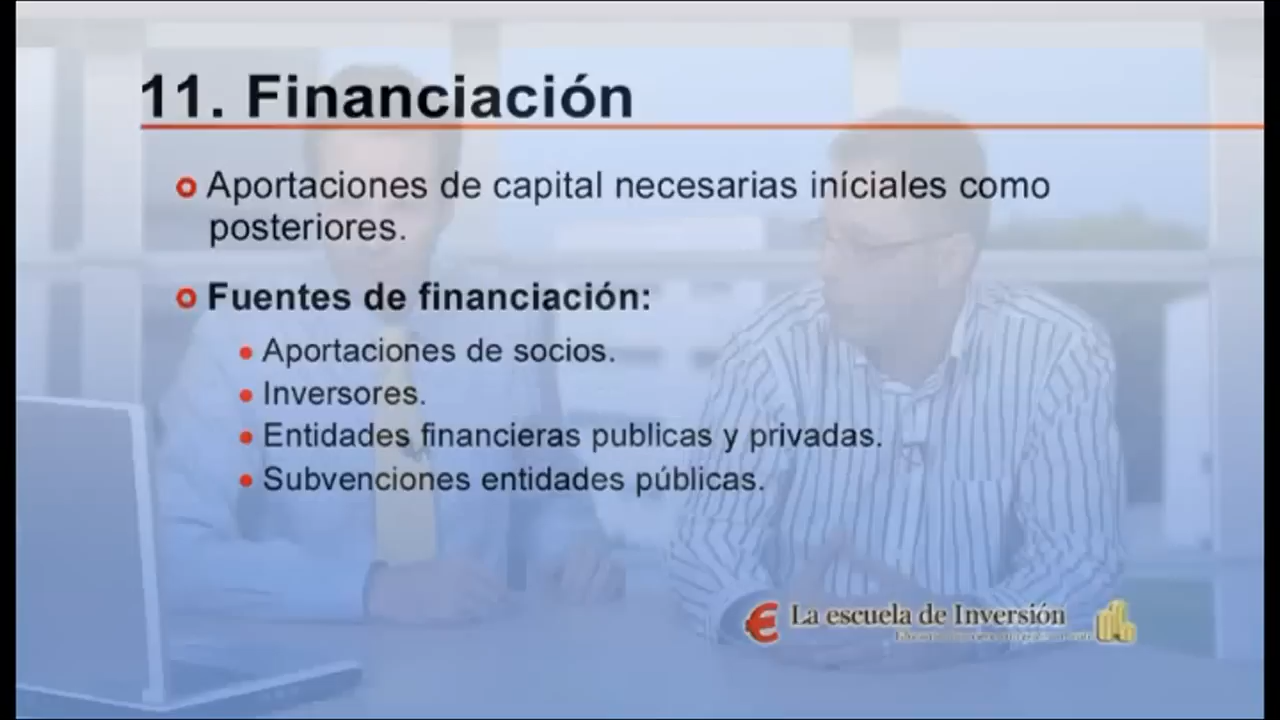 11. Financiación
Aportaciones de capital necesarias iníciales como
posteriores.
Fuentes de financiación:
Aportaciones de socios.
Inversores.
Entidades financieras publicas y privadas.
Subvenciones entidades públicas.
La escuela de Inversión